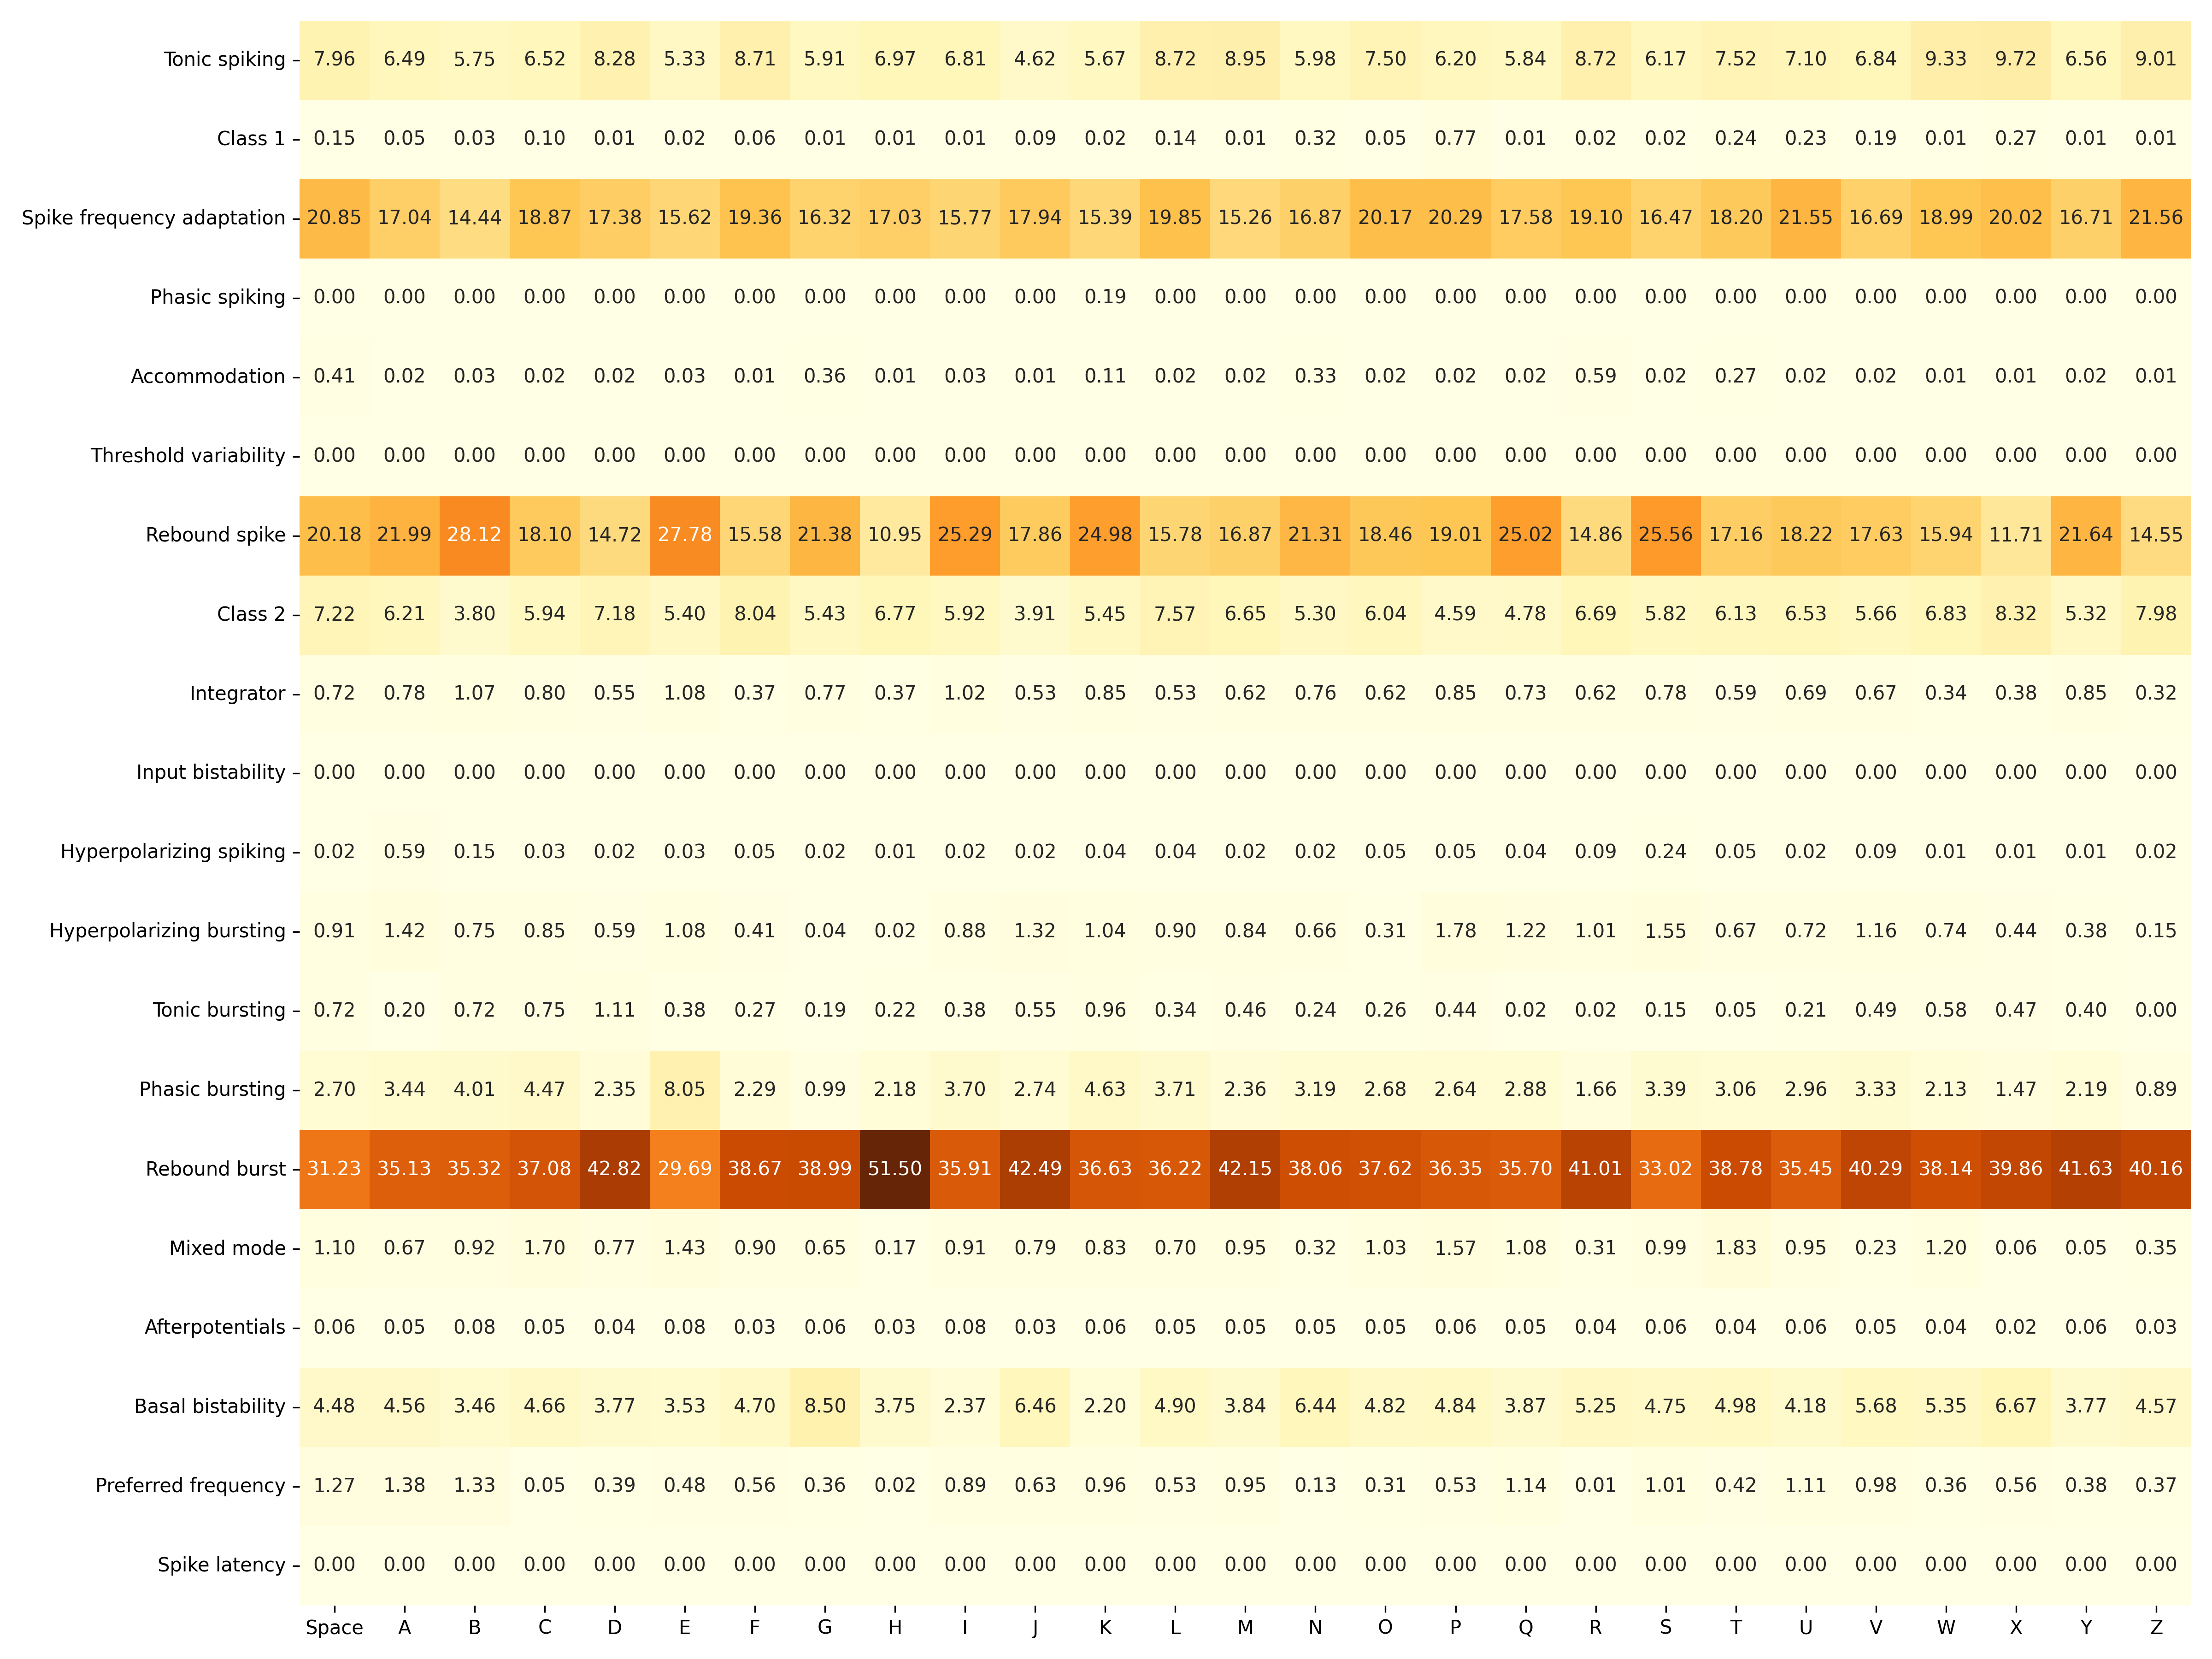 Tonic spiking 7.96 6.49 5.75 6.52 8.28 5.33 8.71 5.91 6.97 6.81 4.62 5.67 8.72 8.95 5.98 7.50 6.20 5.84 8.72 6.17 7.52 7.10 6.84 9.33 9.72 6.56 9.01
Class 1 0.15 0.05 0.03 0.10 0.01 0.02 0.06 0.01 0.01 0.01 0.09 0.02 0.14 0.01 0.32 0.05 0.77 0.01 0.02 0.02 0.24 0.23 0.19 0.01 0.27 0.01 0.01
Spike frequency adaptation 20.85 17.04 14.44 18.87 17.38 15.62 19.36 16.32 17.03 15.77 17.94 15.39 19.85 15.26 16.87 20.17 20.29 17.58 19.10 16.47 18.20 21.55 16.69 18.99 20.02 16.71 21.56
Phasic spiking 0.00 0.00 0.00 0.00 0.00 0.00 0.00 0.00 0.00 0.00 0.00 0.19 0.00 0.00 0.00 0.00 0.00 0.00 0.00 0.00 0.00 0.00 0.00 0.00 0.00 0.00 0.00
Accommodation 0.41 0.02 0.03 0.02 0.02 0.03 0.01 0.36 0.01 0.03 0.01 0.11 0.02 0.02 0.33 0.02 0.02 0.02 0.59 0.02 0.27 0.02 0.02 0.01 0.01 0.02 0.01
Threshold variability 0.00 0.00 0.00 0.00 0.00 0.00 0.00 0.00 0.00 0.00 0.00 0.00 0.00 0.00 0.00 0.00 0.00 0.00 0.00 0.00 0.00 0.00 0.00 0.00 0.00 0.00 0.00
Rebound spike 20.18 21.99 28.12 18.10 14.72 27.78 15.58 21.38 10.95 25.29 17.86 24.98 15.78 16.87 21.31 18.46 19.01 25.02 14.86 25.56 17.16 18.22 17.63 15.94 11.71 21.64 14.55
Class 2 7.22 6.21 3.80 5.94 7.18 5.40 8.04 5.43 6.77 5.92 3.91 5.45 7.57 6.65 5.30 6.04 4.59 4.78 6.69 5.82 6.13 6.53 5.66 6.83 8.32 5.32 7.98
Integrator 0.72 0.78 1.07 0.80 0.55 1.08 0.37 0.77 0.37 1.02 0.53 0.85 0.53 0.62 0.76 0.62 0.85 0.73 0.62 0.78 0.59 0.69 0.67 0.34 0.38 0.85 0.32
Input bistability 0.00 0.00 0.00 0.00 0.00 0.00 0.00 0.00 0.00 0.00 0.00 0.00 0.00 0.00 0.00 0.00 0.00 0.00 0.00 0.00 0.00 0.00 0.00 0.00 0.00 0.00 0.00
Hyperpolarizing spiking 0.02 0.59 0.15 0.03 0.02 0.03 0.05 0.02 0.01 0.02 0.02 0.04 0.04 0.02 0.02 0.05 0.05 0.04 0.09 0.24 0.05 0.02 0.09 0.01 0.01 0.01 0.02
Hyperpolarizing bursting 0.91 1.42 0.75 0.85 0.59 1.08 0.41 0.04 0.02 0.88 1.32 1.04 0.90 0.84 0.66 0.31 1.78 1.22 1.01 1.55 0.67 0.72 1.16 0.74 0.44 0.38 0.15
Tonic bursting 0.72 0.20 0.72 0.75 1.11 0.38 0.27 0.19 0.22 0.38 0.55 0.96 0.34 0.46 0.24 0.26 0.44 0.02 0.02 0.15 0.05 0.21 0.49 0.58 0.47 0.40 0.00
Phasic bursting 2.70 3.44 4.01 4.47 2.35 8.05 2.29 0.99 2.18 3.70 2.74 4.63 3.71 2.36 3.19 2.68 2.64 2.88 1.66 3.39 3.06 2.96 3.33 2.13 1.47 2.19 0.89
Rebound burst 31.23 35.13 35.32 37.08 42.82 29.69 38.67 38.99 51.50 35.91 42.49 36.63 36.22 42.15 38.06 37.62 36.35 35.70 41.01 33.02 38.78 35.45 40.29 38.14 39.86 41.63 40.16
Mixed mode 1.10 0.67 0.92 1.70 0.77 1.43 0.90 0.65 0.17 0.91 0.79 0.83 0.70 0.95 0.32 1.03 1.57 1.08 0.31 0.99 1.83 0.95 0.23 1.20 0.06 0.05 0.35
Afterpotentials 0.06 0.05 0.08 0.05 0.04 0.08 0.03 0.06 0.03 0.08 0.03 0.06 0.05 0.05 0.05 0.05 0.06 0.05 0.04 0.06 0.04 0.06 0.05 0.04 0.02 0.06 0.03
Basal bistability 4.48 4.56 3.46 4.66 3.77 3.53 4.70 8.50 3.75 2.37 6.46 2.20 4.90 3.84 6.44 4.82 4.84 3.87 5.25 4.75 4.98 4.18 5.68 5.35 6.67 3.77 4.57
Preferred frequency 1.27 1.38 1.33 0.05 0.39 0.48 0.56 0.36 0.02 0.89 0.63 0.96 0.53 0.95 0.13 0.31 0.53 1.14 0.01 1.01 0.42 1.11 0.98 0.36 0.56 0.38 0.37
Spike latency 0.00 0.00 0.00 0.00 0.00 0.00 0.00 0.00 0.00 0.00 0.00 0.00 0.00 0.00 0.00 0.00 0.00 0.00 0.00 0.00 0.00 0.00 0.00 0.00 0.00 0.00 0.00
Space A B C D E F G H I J K L M N O P Q R S T U V W X Y Z